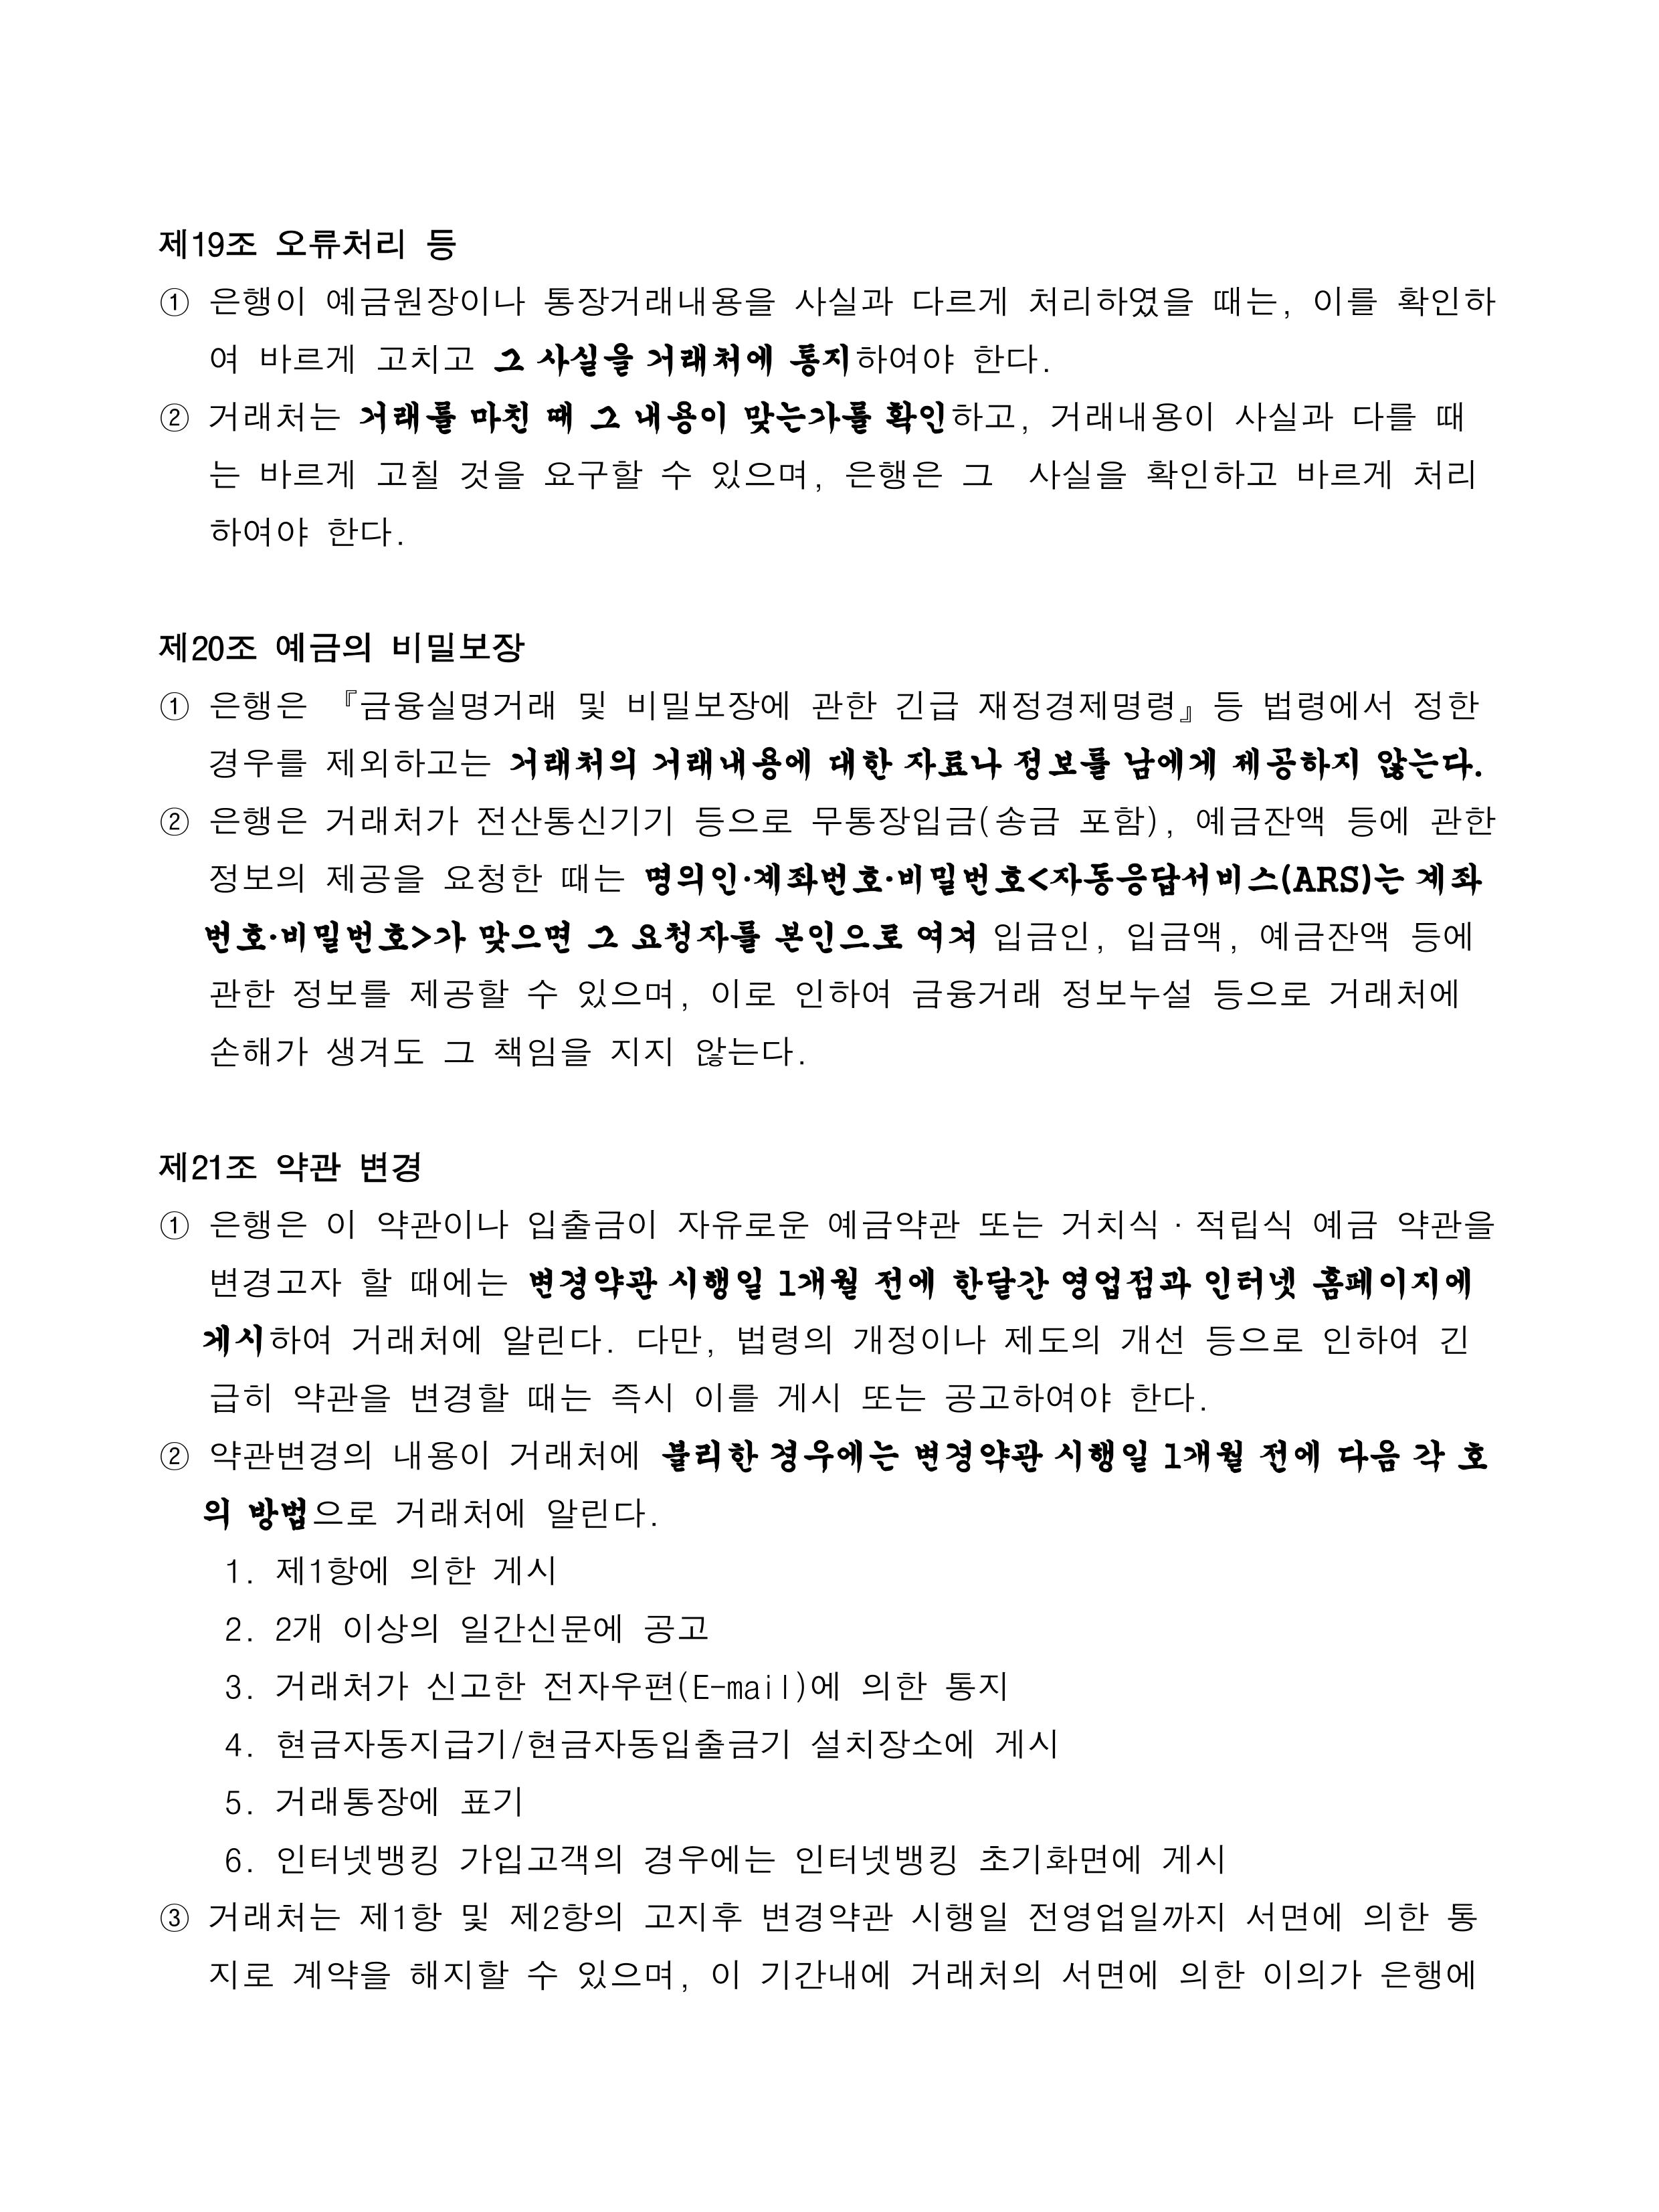 제19조 오류처리 등
① 은행이 예금원장이나 통장거래내용을 사실과 다르게 처리하였을 때는, 이를 확인하
여 바르게 고치고 그 사실을 거래처에 통지하여야 한다.
② 거래처는 거래를 마친 때 그 내용이 맞는가를 확인하고, 거래내용이 사실과 다를 때
는 바르게 고칠 것을 요구할 수 있으며, 은행은 그 사실을 확인하고 바르게 처리
하여야 한다.
제20조 예금의 비밀보장
① 은행은 『금융실명거래 및 비밀보장에 관한 긴급 재정경제명령』등 법령에서 정한
경우를 제외하고는 거래처의 거래내용에 대한 자료나 정보를 남에게 제공하지 않는다.
② 은행은 거래처가 전산통신기기 등으로 무통장입금(송금 포함), 예금잔액 등에 관한
정보의 제공을 요청한 때는 명의인·계좌번호·비밀번호<자동응답서비스(ARS)는 계좌
번호·비밀번호>가 맞으면 그 요청자를 본인으로 여겨 입금인, 입금액, 예금잔액 등에
관한 정보를 제공할 수 있으며, 이로 인하여 금융거래 정보누설 등으로 거래처에
손해가 생겨도 그 책임을 지지 않는다.
제21조 약관 변경
① 은행은 이 약관이나 입출금이 자유로운 예금약관 또는 거치식·적립식 예금 약관을
변경고자 할 때에는 변경약관 시행일 1개월 전에 한달간 영업점과 인터넷 홈페이지에
게시하여 거래처에 알린다. 다만, 법령의 개정이나 제도의 개선 등으로 인하여 긴
급히 약관을 변경할 때는 즉시 이를 게시 또는 공고하여야 한다.
② 약관변경의 내용이 거래처에 불리한 경우에는 변경약관 시행일 1개월 전에 다음 각 호
의 방법으로 거래처에 알린다.
1. 제1항에 의한 게시
2. 2개 이상의 일간신문에 공고
3. 거래처가 신고한 전자우편(E-mail)에 의한 통지
4. 현금자동지급기/현금자동입출금기 설치장소에 게시
5. 거래통장에 표기
6. 인터넷뱅킹 가입고객의 경우에는 인터넷뱅킹 초기화면에 게시
③ 거래처는 제1항 및 제2항의 고지후 변경약관 시행일 전영업일까지 서면에 의한 통
지로 계약을 해지할 수 있으며, 이 기간내에 거래처의 서면에 의한 이의가 은행에